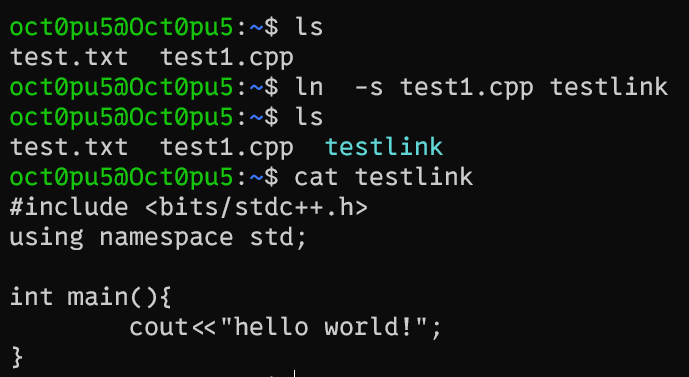 oct0pu5@Oct0pu5:~$ ls
test.txt  test1.cpp
oct0pu5@Oct0pu5:~$ ln  -s test1.cpp testlink
oct0pu5@Oct0pu5:~$ ls
test.txt  test1.cpp  testlink
oct0pu5@Oct0pu5:~$ cat testlink
#include <bits/stdc++.h>
using namespace std;

int main(){
        cout<<"hello world!";
}